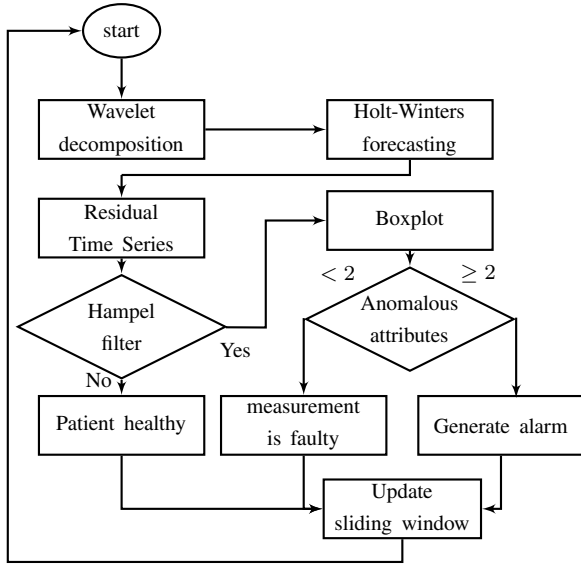 start
Wavelet
decomposition
Holt-Winters
forecasting
Residual
Time Series
Boxplot
< 2
≥ 2
Hampel
filter
Anomalous
attributes
Yes
No
Patient healthy
measurement
is faulty
Generate alarm
Update
sliding window